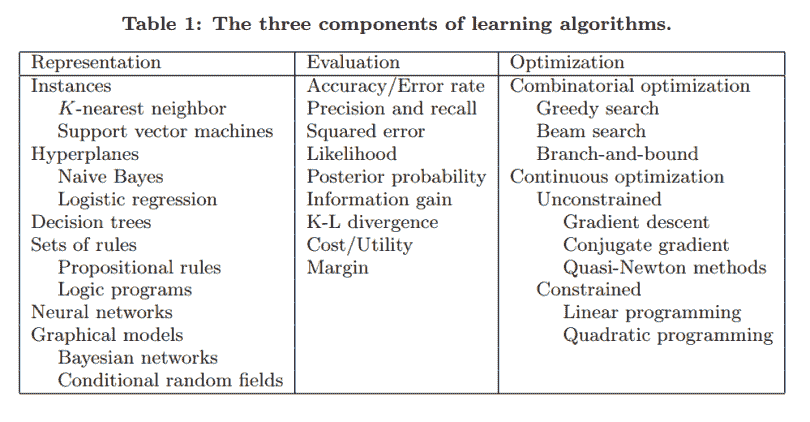 Table 1: The three components of learning algorithms.
Representation Evaluation Optimization
Instances Accuracy/Error rate Combinatorial optimization
K-nearest neighbor Precision and recall Greedy search
Support vector machines Squared error Beam search
Hyperplanes Likelihood Branch-and-bound
Naive Bayes Posterior probability Continuous optimization
Logistic regression Information gain Unconstrained
Decision trees K-L divergence Gradient descent
Sets of rules Cost/Utility Conjugate gradient
Propositional rules Margin Quasi-Newton methods
Logic programs Constrained
Neural networks Linear programming
Graphical models Quadratic programming
Bayesian networks
Conditional random fields